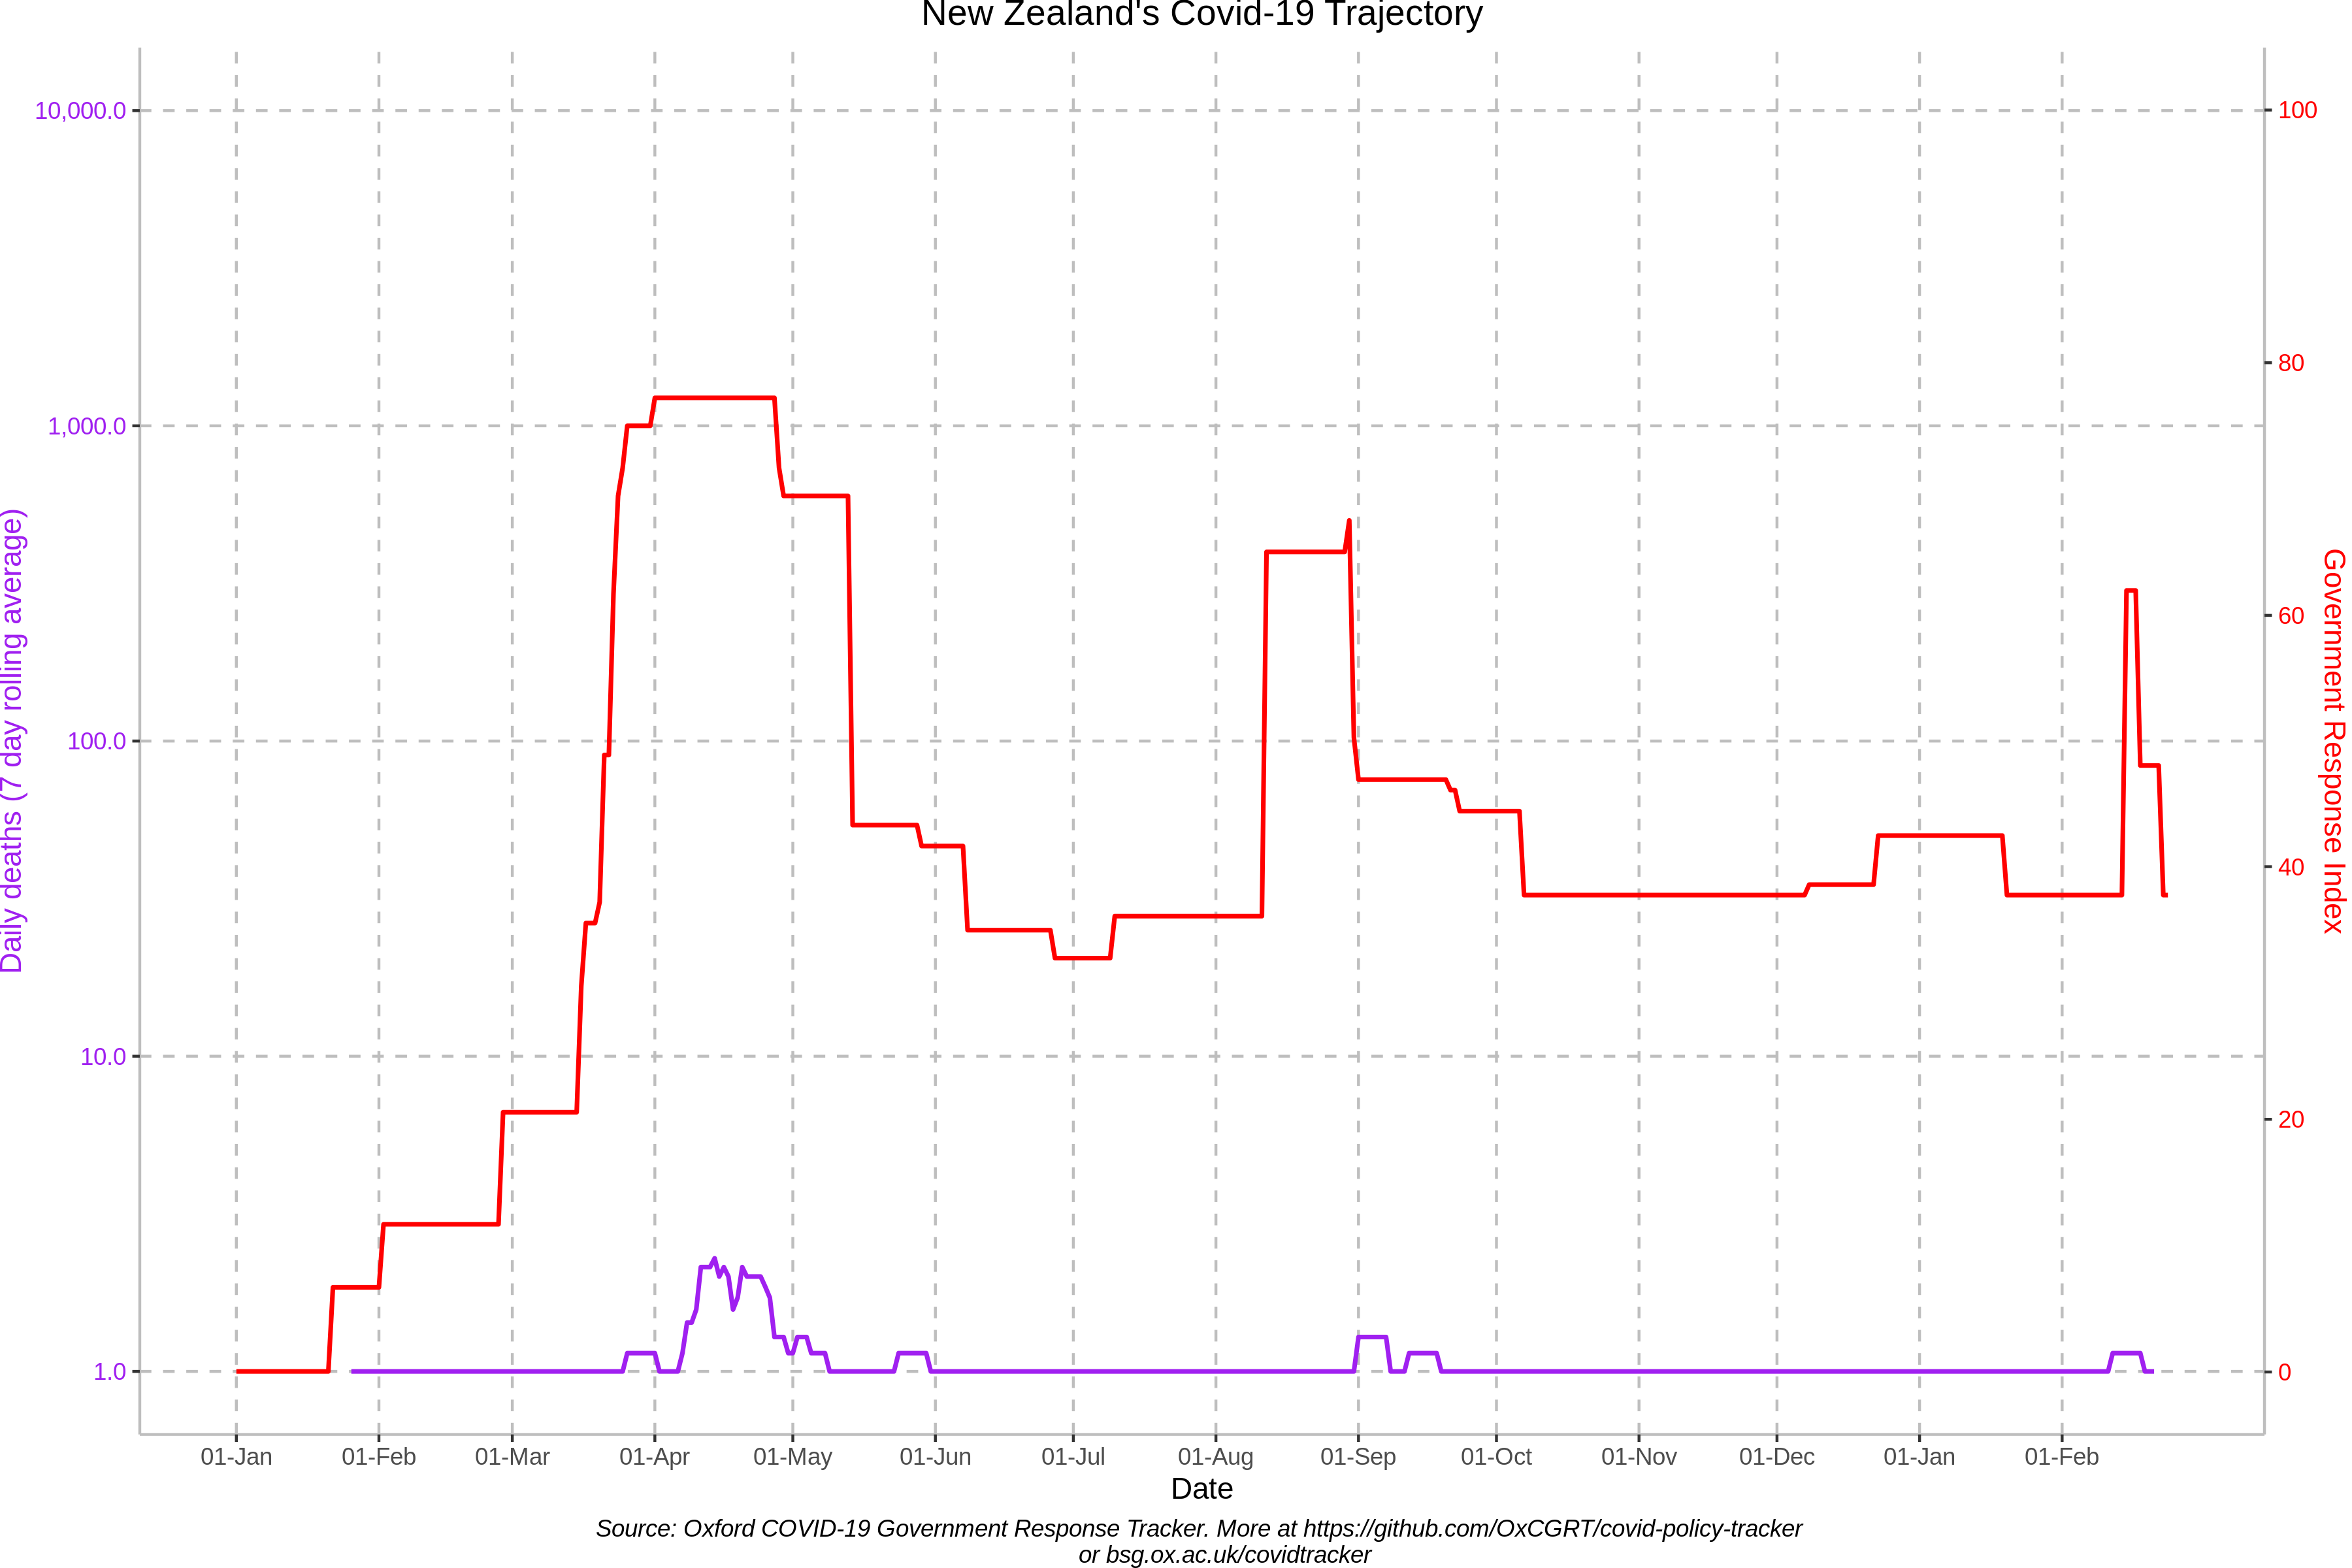 New Zealand's Covid-19 Trajectory
10,000.0
1,000.0
100.0
10.0
1.0
Daily deaths (7 day rolling average)
100
80
60
40
20
0
Government Response Index
01-Jan 01-Feb 01-Mar 01-Apr 01-May 01-Jun 01-Jul 01-Aug 01-Sep 01-Oct 01-Nov 01-Dec 01-Jan 01-Feb
Date
Source: Oxford COVID-19 Government Response Tracker. More at https://github.com/OxCGRT/covid-policy-tracker
or bsg.ox.ac.uk/covidtracker